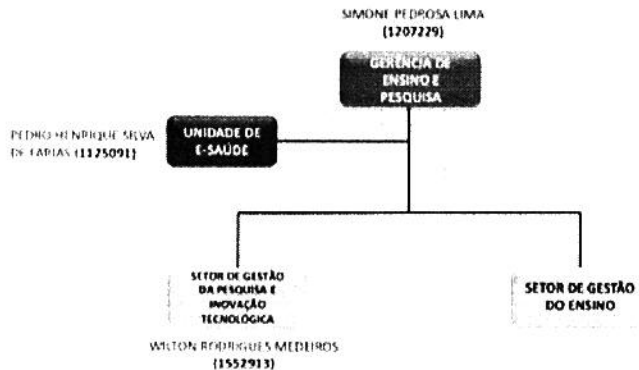 SIMONE PEDROSA LIMA
(1207229)
GERÊNCIA DE
ENSINO E
PESQUISA
PEDRO HENRIQUE SILVA
DE FARIAS (1125091)
UNIDADE DE
E-SAÚDE
SETOR DE GESTÃO
DA PESQUISA E
INOVAÇÃO
TECNOLÓGICA
WILTON RODRIGUES MEDEIROS
(1552913)
SETOR DE GESTÃO
DO ENSINO